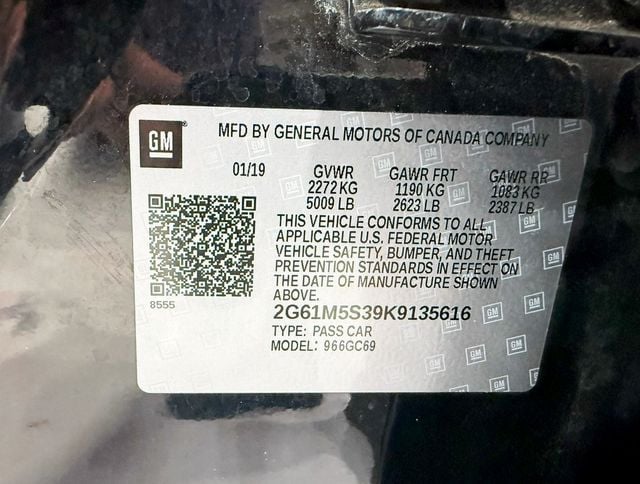 GM
MFD BY GENERAL MOTORS OF CANADA COMPANY
01/19 GVWR GAWR FRT GAWR RR
2272 KG 1190 KG 1083 KG
5009 LB 2623 LB 2387 LB
THIS VEHICLE CONFORMS TO ALL
APPLICABLE U.S. FEDERAL MOTOR
VEHICLE SAFETY, BUMPER, AND THEFT
PREVENTION STANDARDS IN EFFECT ON
THE DATE OF MANUFACTURE SHOWN
ABOVE.
8555
2G61M5S39K9135616
TYPE: PASS CAR
MODEL: 966GC69